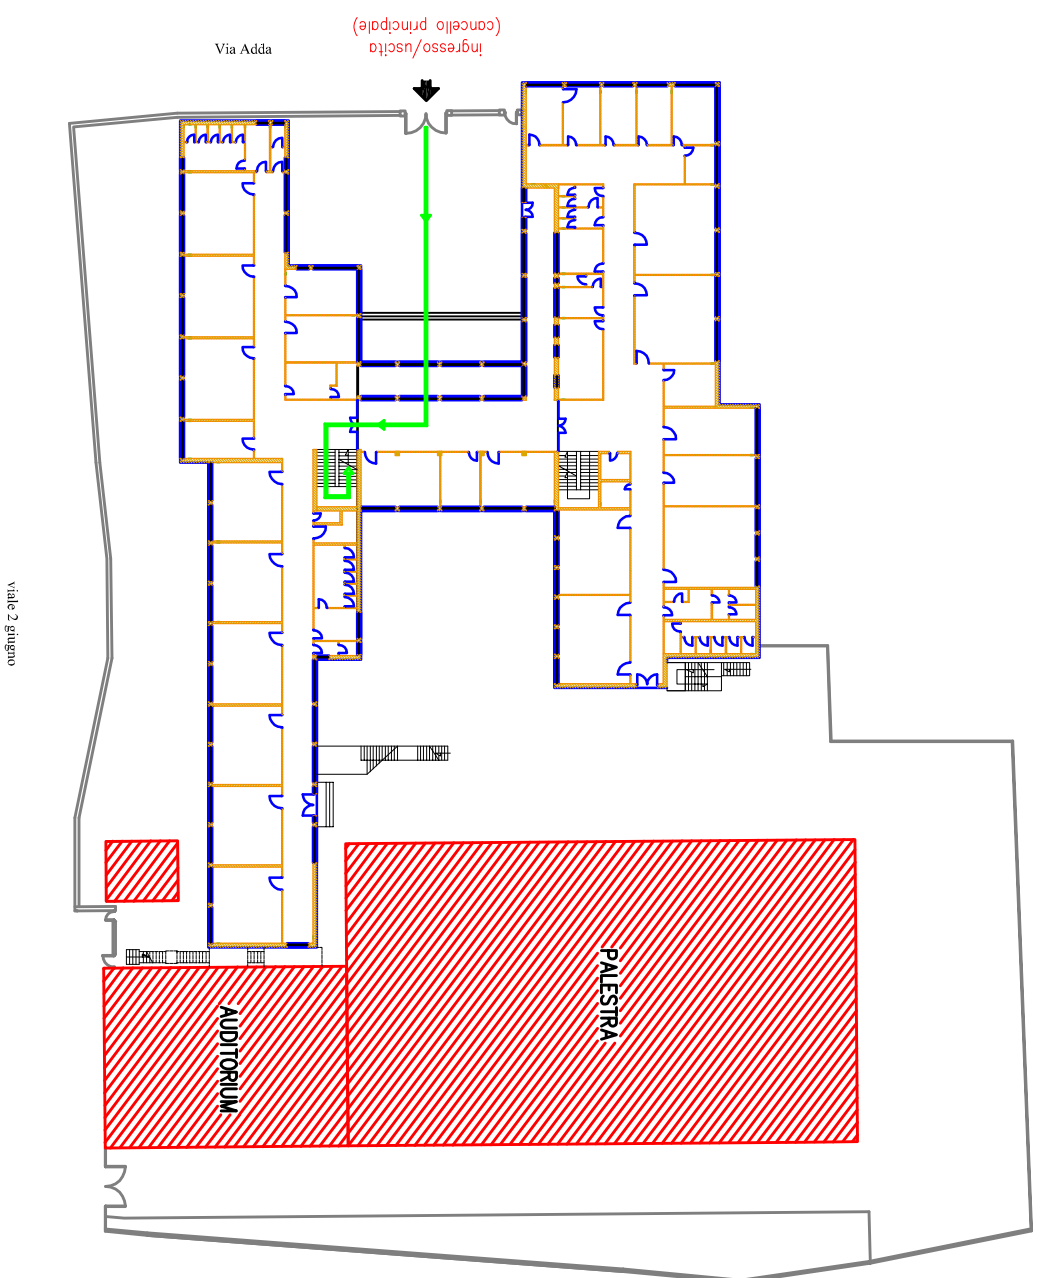 Via Adda
ingresso/uscita
(cancello principale)
viale 2 giugno
PALESTRA
AUDITORIUM